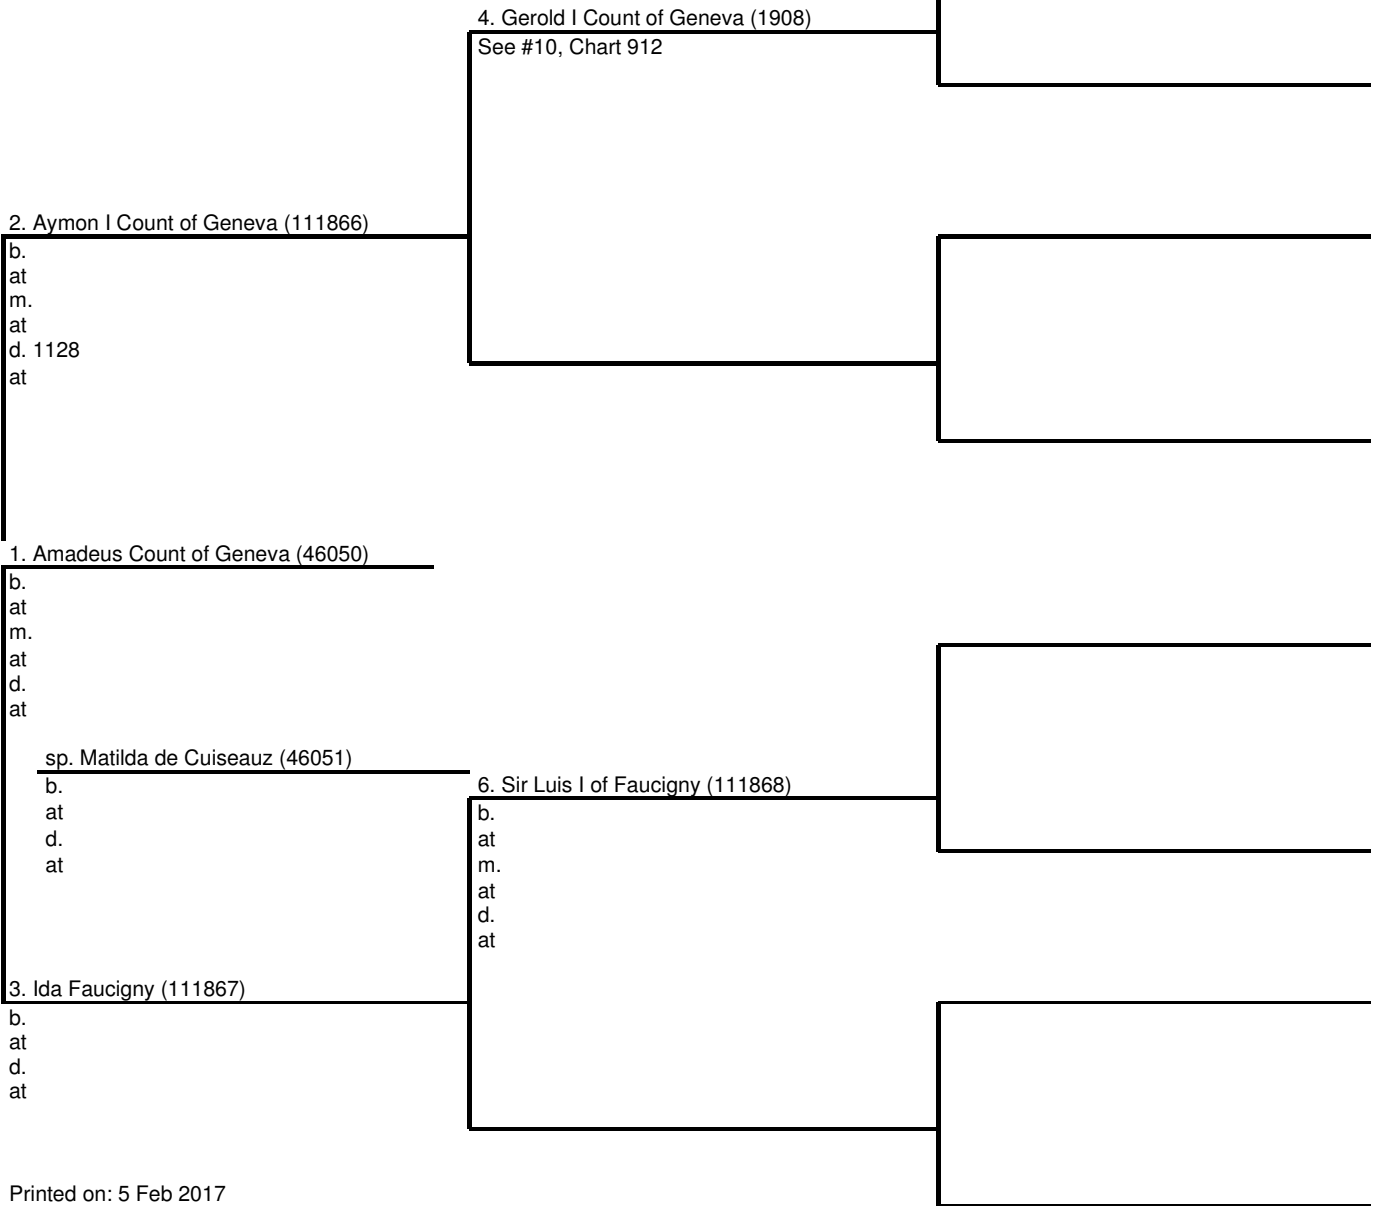 4. Gerold I Count of Geneva (1908)
See #10, Chart 912
2. Aymon I Count of Geneva (111866)
b.
at
m.
at
d. 1128
at
1. Amadeus Count of Geneva (46050)
b.
at
m.
at
d.
at
sp. Matilda de Cuiseauz (46051)
b.
at
d.
at
6. Sir Luis I of Faucigny (111868)
b.
at
m.
at
d.
at
3. Ida Faucigny (111867)
b.
at
d.
at
Printed on: 5 Feb 2017